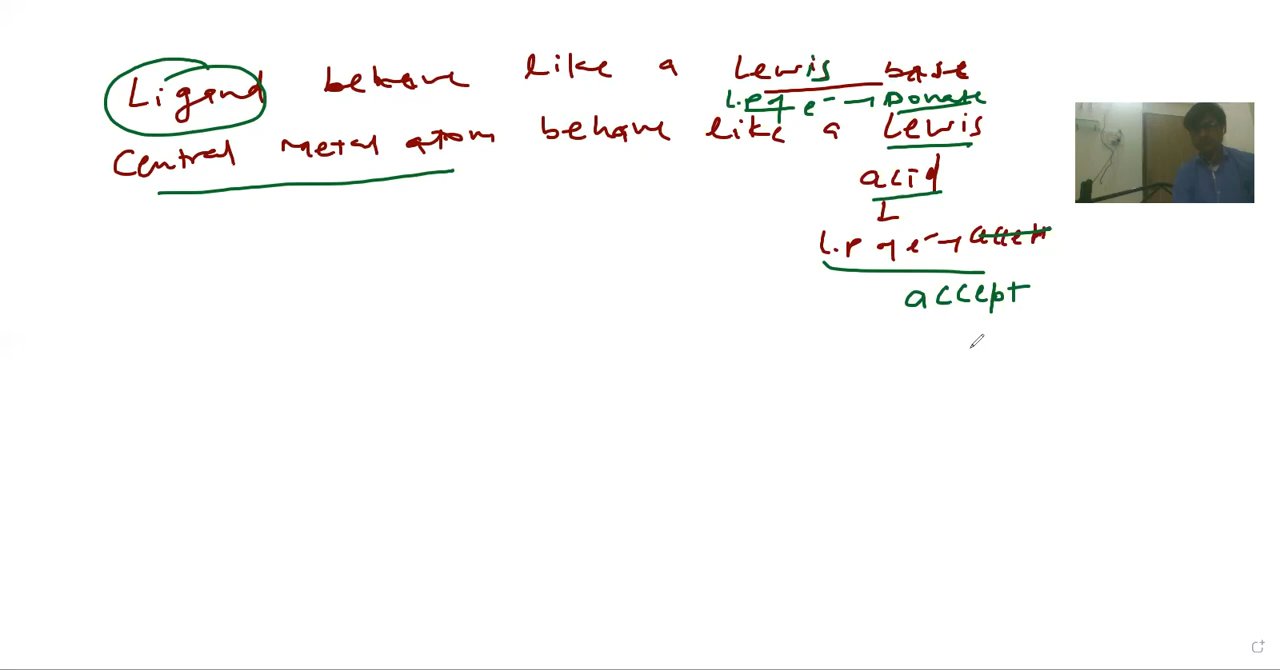 Ligand behave like a Lewis base
L.P of e⁻ → Donate
Central metal atom behave like a Lewis
acid
L
L.P of e⁻ →
accept